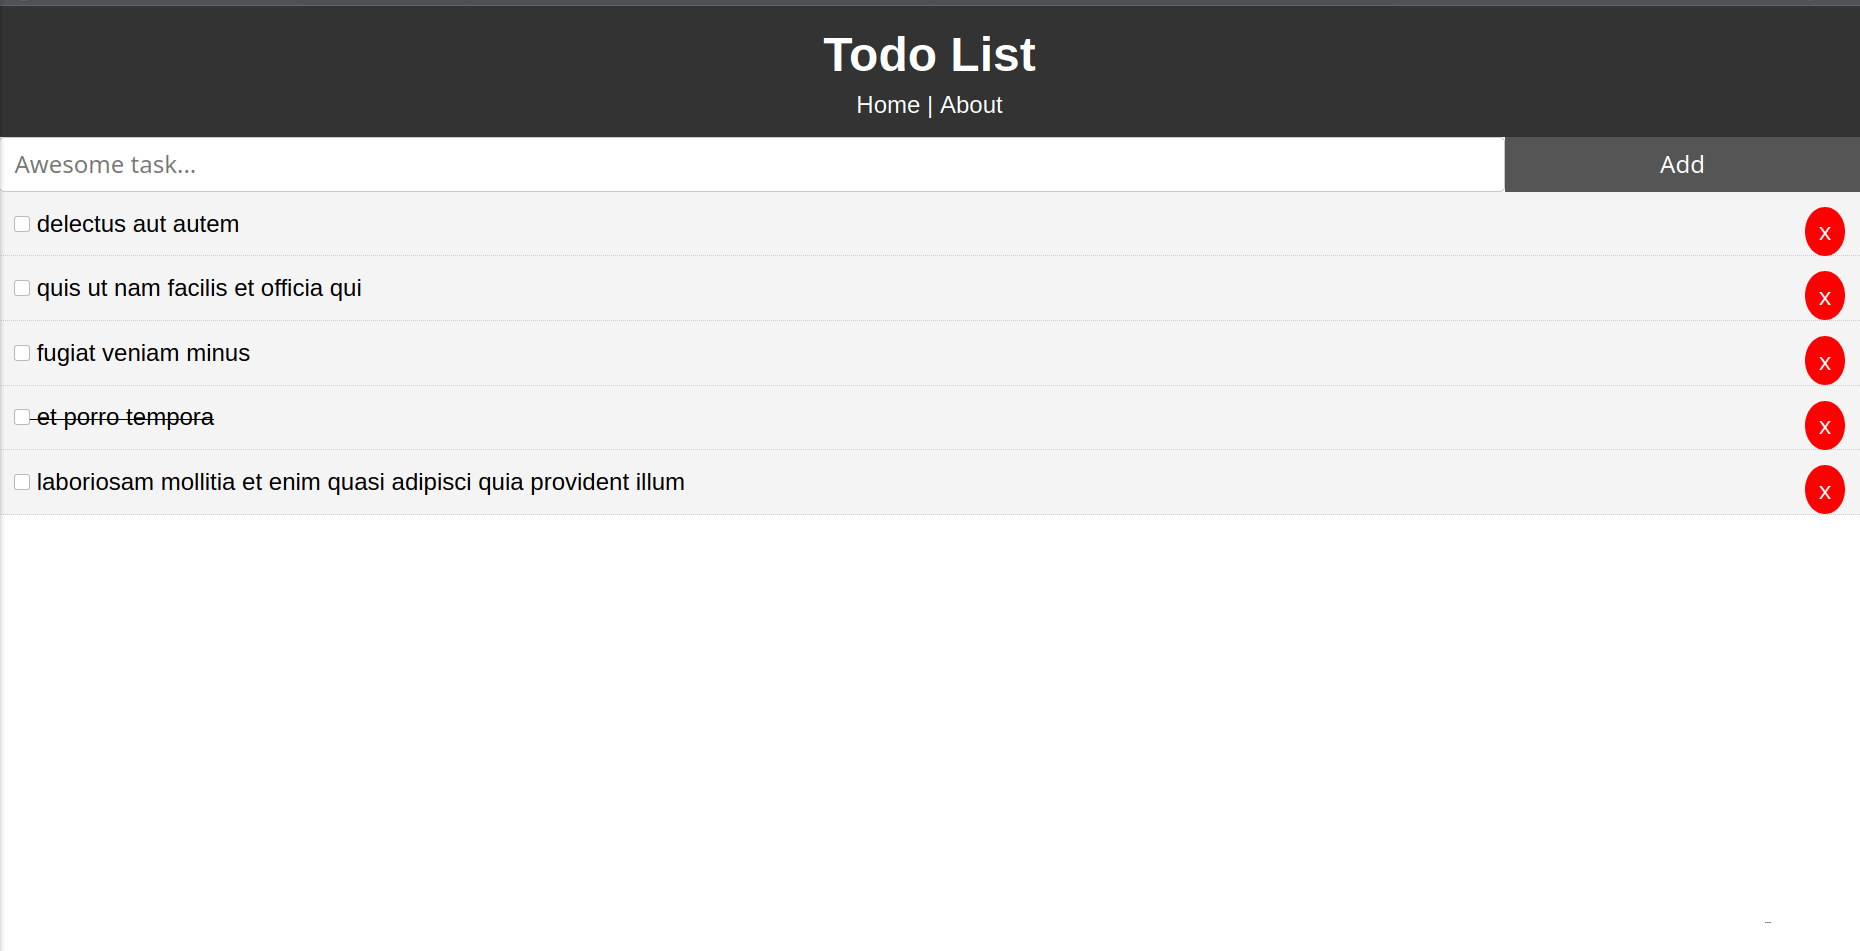 Todo List
Home | About
Awesome task... Add
delectus aut autem x
quis ut nam facilis et officia qui x
fugiat veniam minus x
et porro tempora x
laboriosam mollitia et enim quasi adipisci quia provident illum x